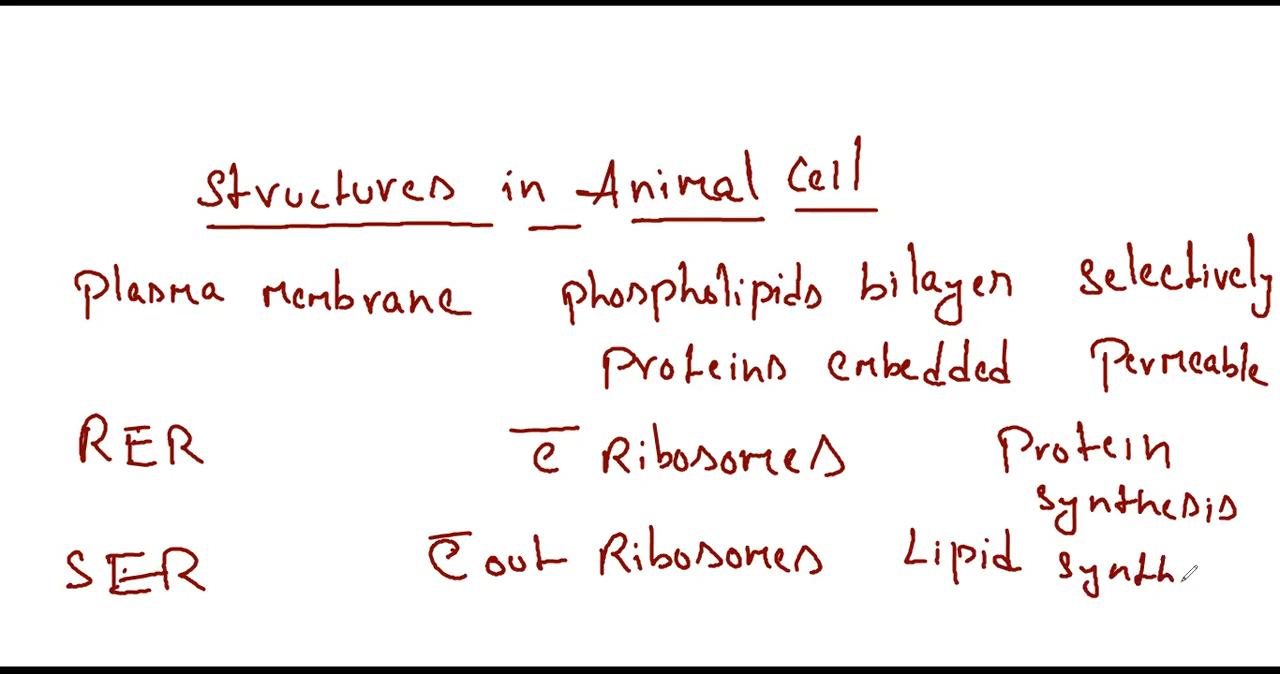 Structures in Animal Cell
Plasma membrane phospholipids bilayer selectively
Proteins embedded Permeable
RER c̅ Ribosomes Protein
synthesis
SER c̅out Ribosomes Lipid synth